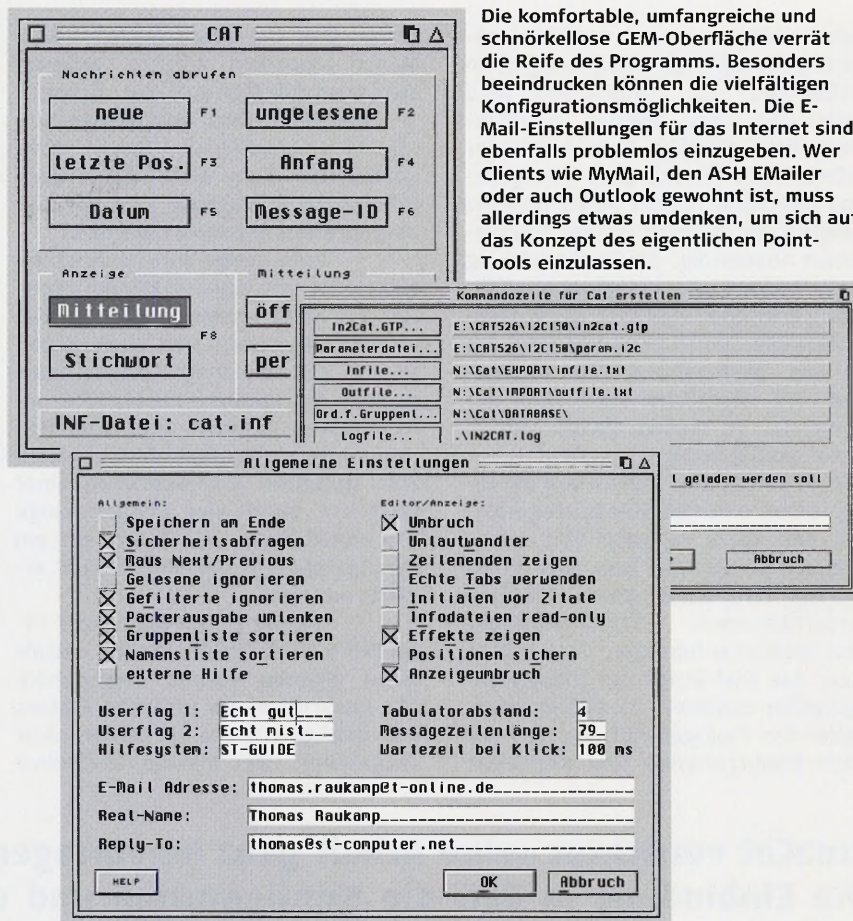 Die komfortable, umfangreiche und
schnörkellose GEM-Oberfläche verrät
die Reife des Programms. Besonders
beeindrucken können die vielfältigen
Konfigurationsmöglichkeiten. Die E-
Mail-Einstellungen für das Internet sind
ebenfalls problemlos einzugeben. Wer
Clients wie MyMail, den ASH EMailer
oder auch Outlook gewohnt ist, muss
allerdings etwas umdenken, um sich auf
das Konzept des eigentlichen Point-
Tools einzulassen.
CAT
Nachrichten abrufen
neue F1 ungelesene F2
letzte Pos. F3 Anfang F4
Datum F5 Message-ID F6
Anzeige Mitteilung
Mitteilung öff
F8
Stichwort per
INF-Datei: cat.inf
Kommandozeile für Cat erstellen
In2Cat.GTP... E:\CAT526\I2C150\in2cat.gtp
Parameterdatei... E:\CAT526\I2C150\param.i2c
Infile... N:\Cat\EXPORT\infile.txt
Outfile... N:\Cat\IMPORT\outfile.txt
Ord.f.Gruppenl... N:\Cat\DATABASE\
Logfile... .\IN2CAT.log
l geladen werden soll
Abbruch
Allgemeine Einstellungen
Allgemein: Editor/Anzeige:
Speichern am Ende Umbruch
Sicherheitsabfragen Umlautwandler
Maus Next/Previous Zeilenenden zeigen
Gelesene ignorieren Echte Tabs verwenden
Gefilterte ignorieren Initialen vor Zitate
Packerausgabe umlenken Infodateien read-only
Gruppenliste sortieren Effekte zeigen
Namensliste sortieren Positionen sichern
externe Hilfe Anzeigeumbruch
Userflag 1: Echt gut____ Tabulatorabstand: 4
Userflag 2: Echt mist___ Messagezeilenlänge: 79_
Hilfesystem: ST-GUIDE Wartezeit bei Klick: 100 ms
E-Mail Adresse: thomas.raukamp@t-online.de
Real-Name: Thomas Raukamp
Reply-To: thomas@st-computer.net
HELP OK Abbruch